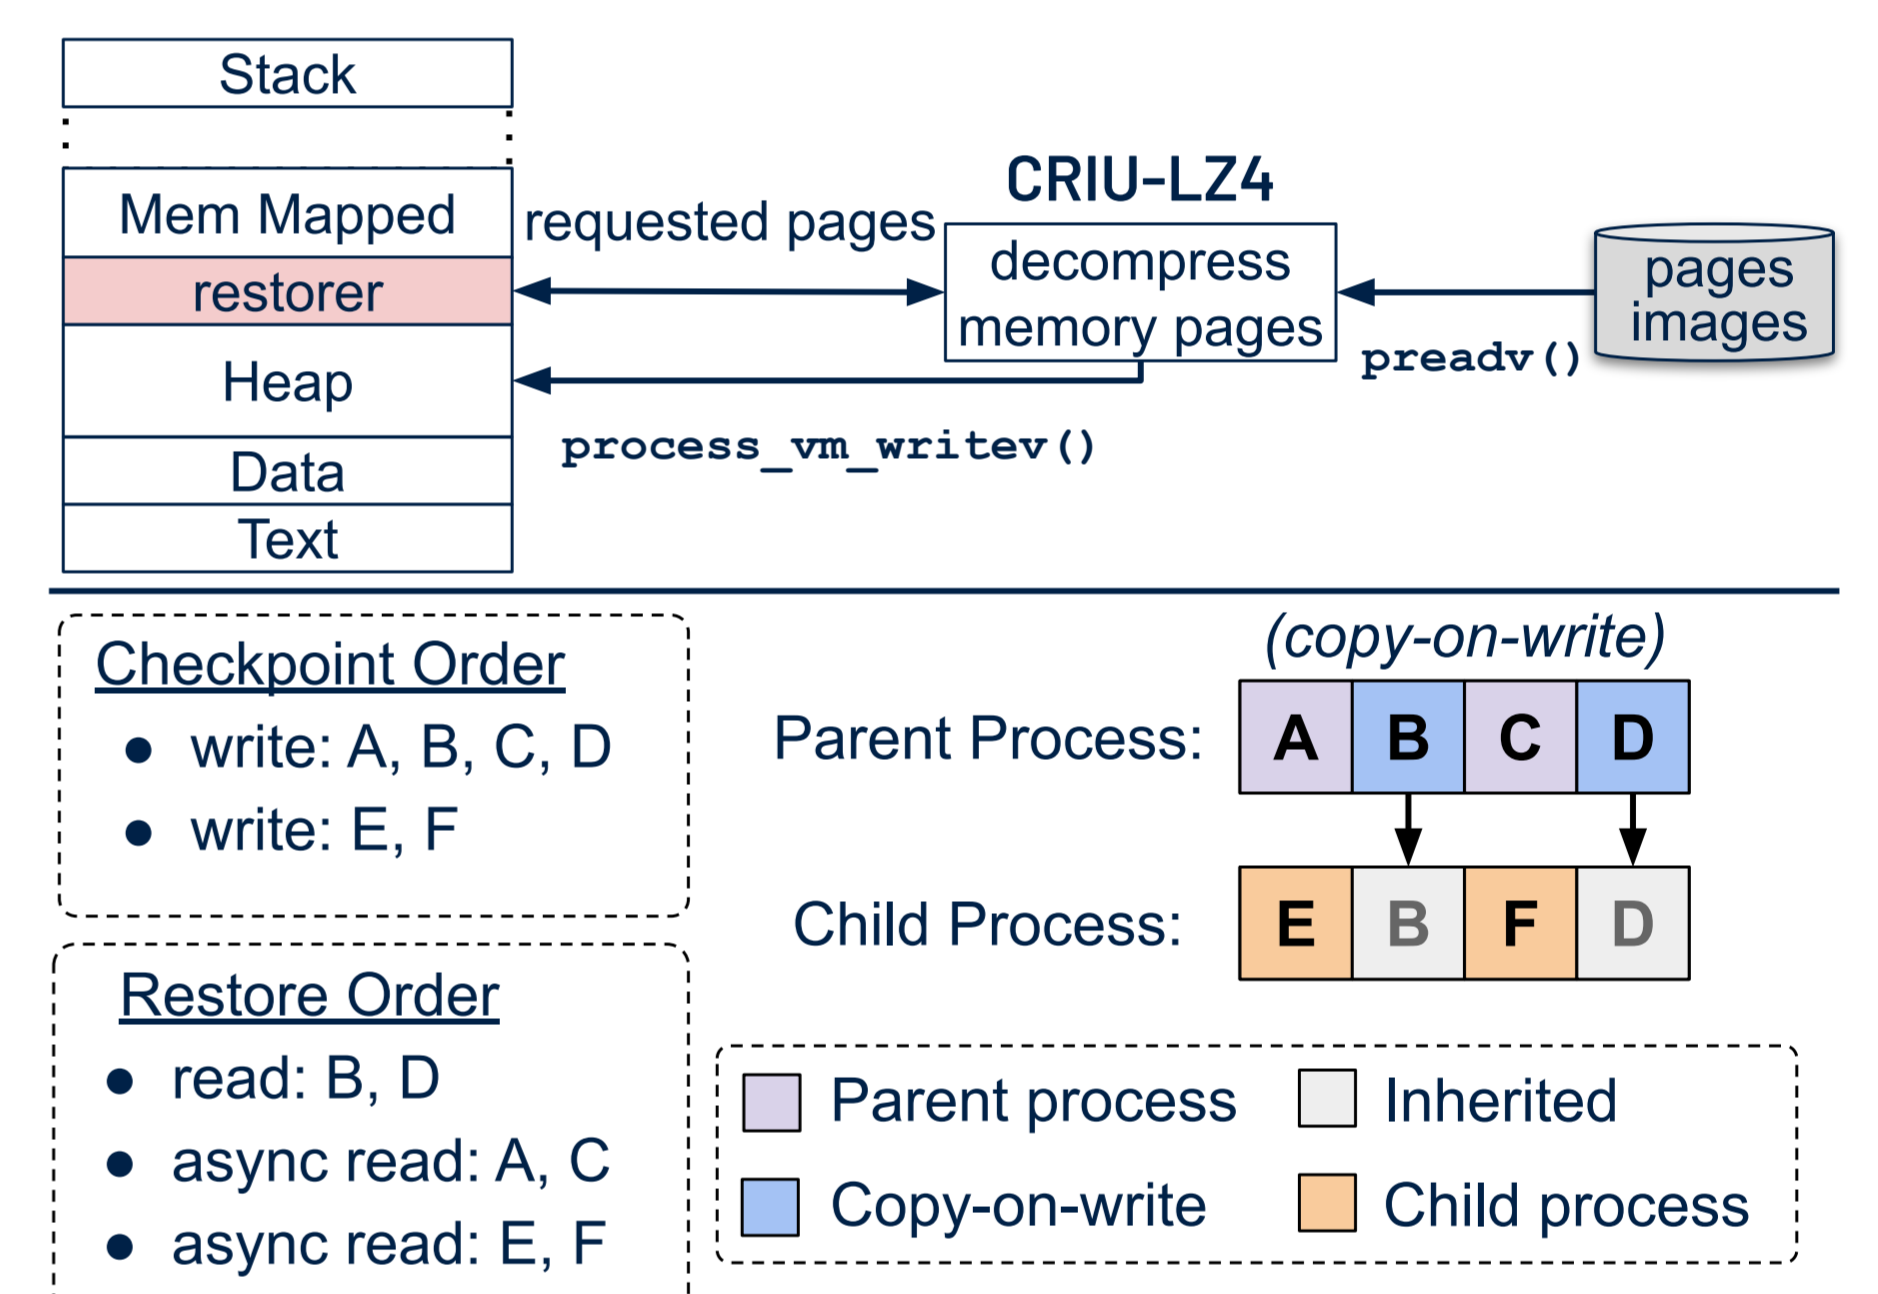 Stack
Mem Mapped
restorer
Heap
Data
Text
requested pages
CRIU-LZ4
decompress
memory pages
pages
images
preadv()
process_vm_writev()
Checkpoint Order
● write: A, B, C, D
● write: E, F
Restore Order
● read: B, D
● async read: A, C
● async read: E, F
(copy-on-write)
Parent Process: A B C D
Child Process: E B F D
Parent process
Inherited
Copy-on-write
Child process